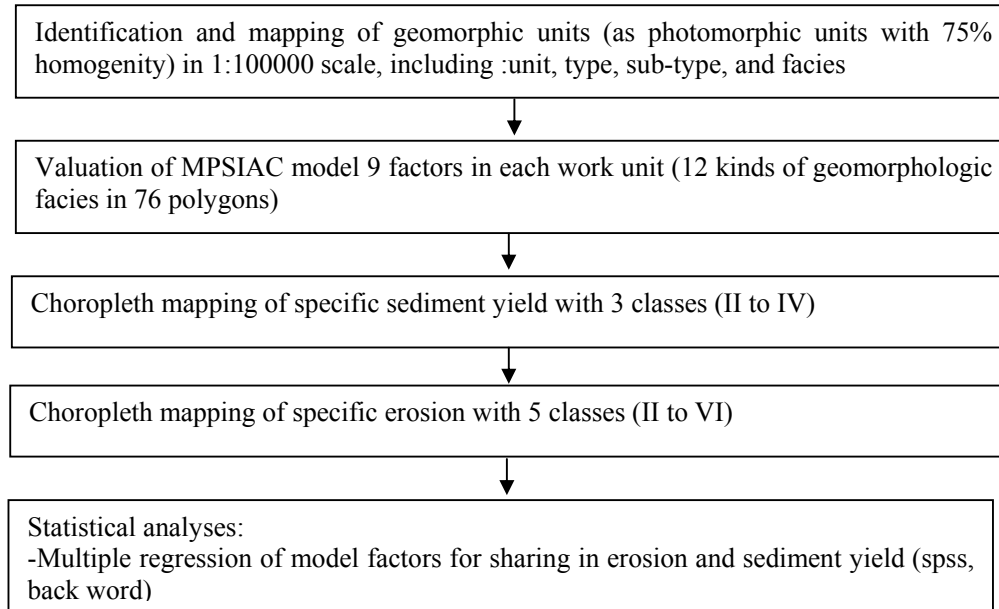 Identification and mapping of geomorphic units (as photomorphic units with 75%
homogenity) in 1:100000 scale, including :unit, type, sub-type, and facies
Valuation of MPSIAC model 9 factors in each work unit (12 kinds of geomorphologic
facies in 76 polygons)
Choropleth mapping of specific sediment yield with 3 classes (II to IV)
Choropleth mapping of specific erosion with 5 classes (II to VI)
Statistical analyses:
-Multiple regression of model factors for sharing in erosion and sediment yield (spss,
back word)